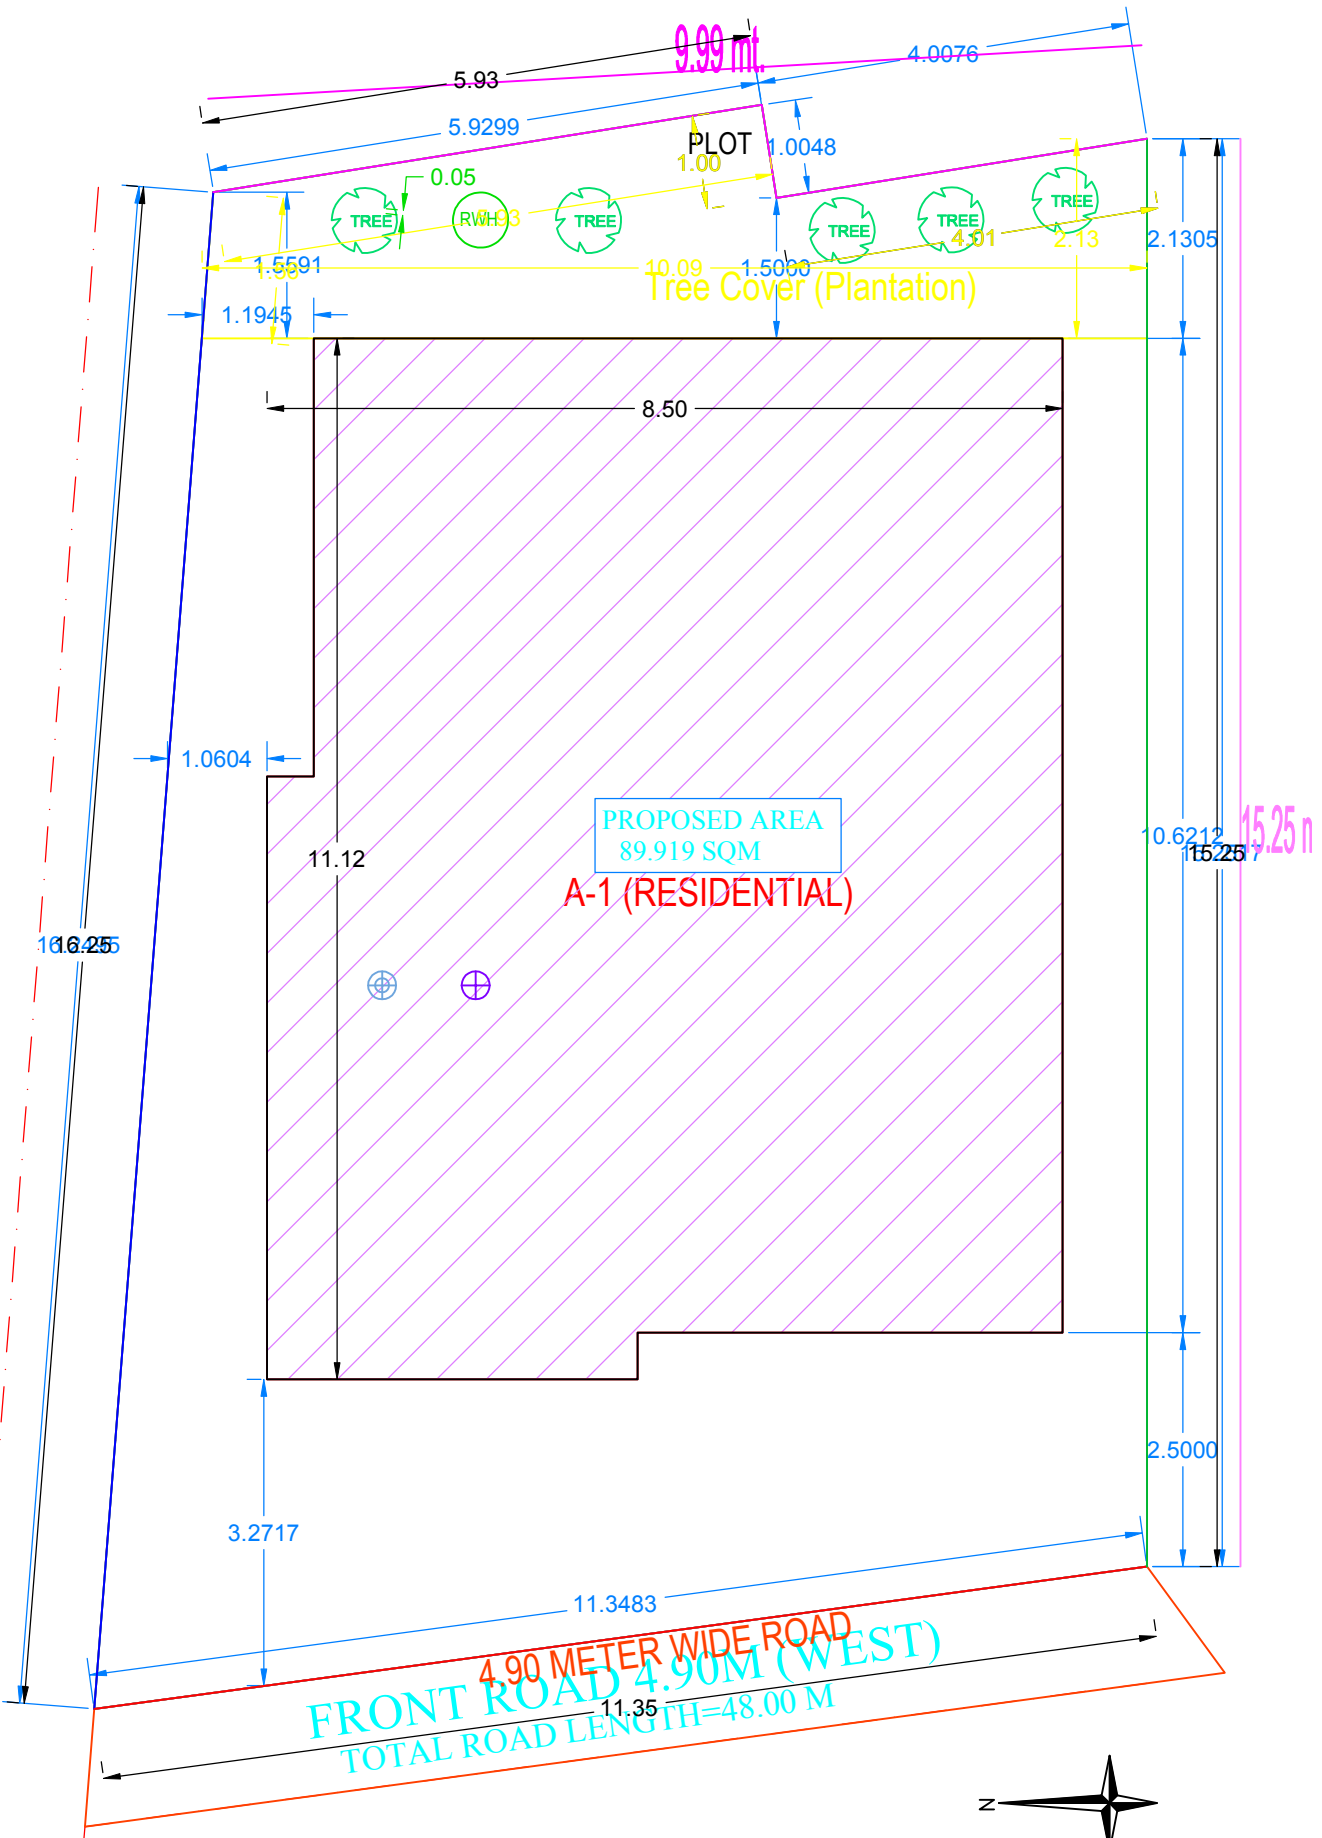 9.99 mt.
4.0076
5.93
5.9299
PLOT
1.0048
1.00
0.05
TREE
RWH
5.93
TREE
TREE
TREE
TREE
4.01
2.13
2.1305
1.5591
10.09
1.5000
Tree Cover (Plantation)
1.1945
8.50
1.0604
PROPOSED AREA
89.919 SQM
A-1 (RESIDENTIAL)
11.12
10.6212
15.25
15.25
16.25
2.5000
3.2717
11.3483
4.90 METER WIDE ROAD
FRONT ROAD 4.90M (WEST)
11.35
TOTAL ROAD LENGTH=48.00 M
N